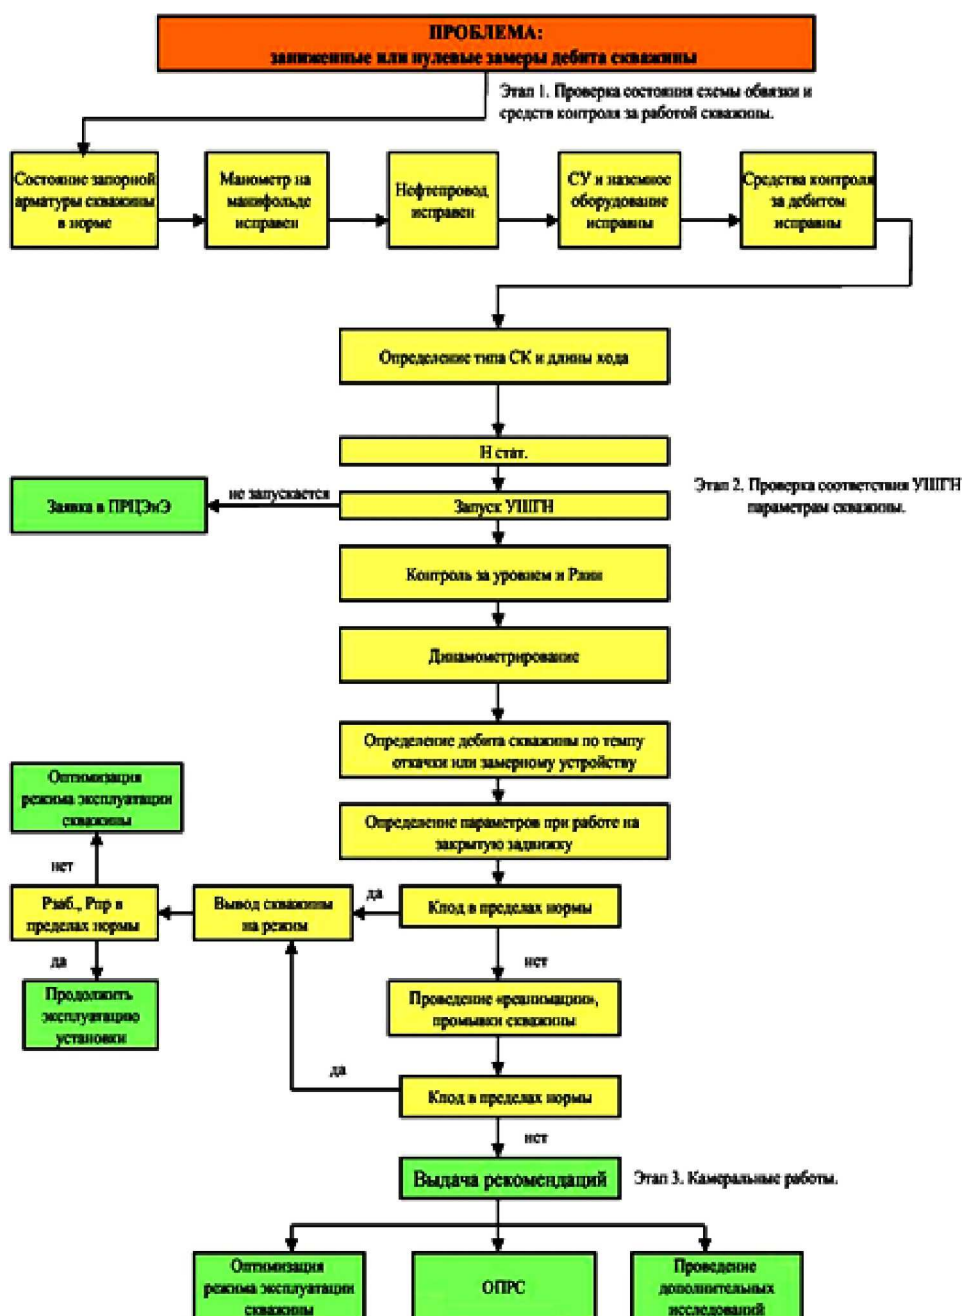 ПРОБЛЕМА:
заниженные или нулевые замеры дебита скважины
Этап 1. Проверка состояния схемы обвязки и
средств контроля за работой скважины.
Состояние запорной
арматуры скважины
в норме
Манометр на
манифольде
исправен
Нефтепровод
исправен
СУ и наземное
оборудование
исправны
Средства контроля
за дебитом
исправны
Определение типа СК и длины хода
Н стат.
Заявка в ПРЦЭиЭ
не запускается
Запуск УШГН
Этап 2. Проверка соответствия УШГН
параметрам скважины.
Контроль за уровнем и Рлин
Динамометрирование
Определение дебита скважины по темпу
откачки или замерному устройству
Оптимизация
режима эксплуатации
скважины
Определение параметров при работе на
закрытую задвижку
нет
Рзаб., Рпр в
пределах нормы
Вывод скважины
на режим
да
Кпод в пределах нормы
да
нет
Продолжить
эксплуатацию
установки
Проведение «реанимации»,
промывки скважины
да
Кпод в пределах нормы
нет
Выдача рекомендаций
Этап 3. Камеральные работы.
Оптимизация
режима эксплуатации
скважины
ОПРС
Проведение
дополнительных
исследований